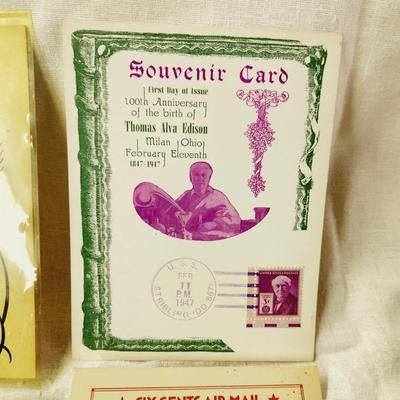 Souvenir Card
First Day of Issue
100th Anniversary
of the birth of
Thomas Alva Edison
Milan Ohio
February Eleventh
1847-1947
U.S.S.
FEB
11
P.M.
1947
STRIBLING (DD 867)
UNITED STATES POSTAGE
3¢
SIX CENTS AIR MAIL